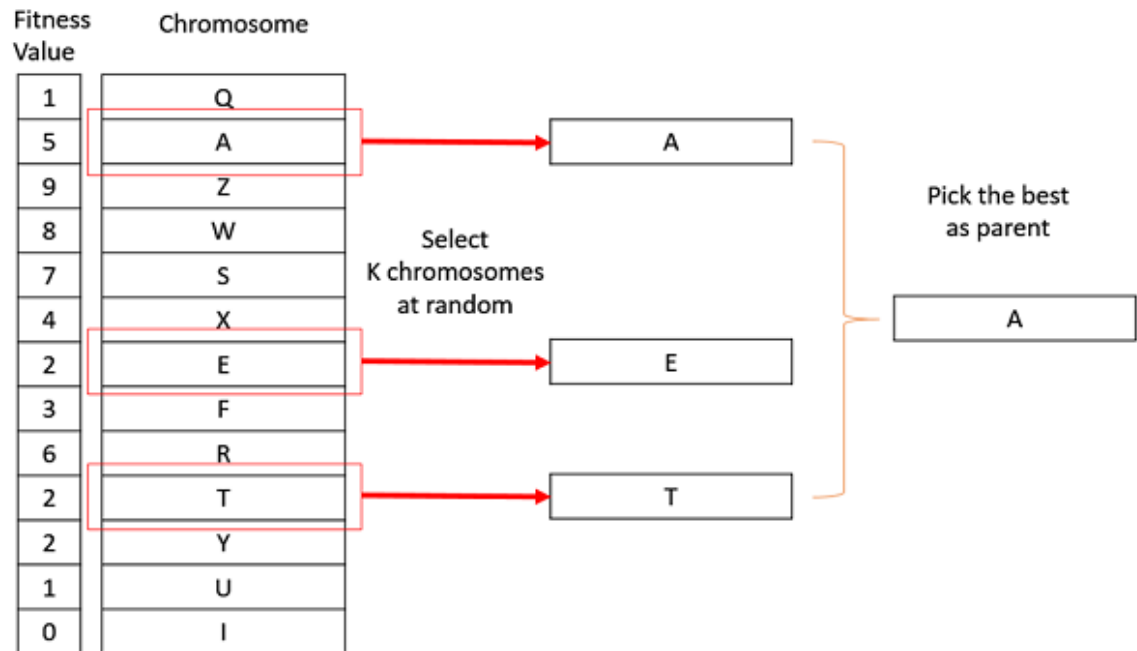 Fitness
Value
Chromosome
1 Q
5 A A
9 Z
8 W
7 S
4 X
2 E E
3 F
6 R
2 T T
2 Y
1 U
0 I
Select
K chromosomes
at random
Pick the best
as parent
A